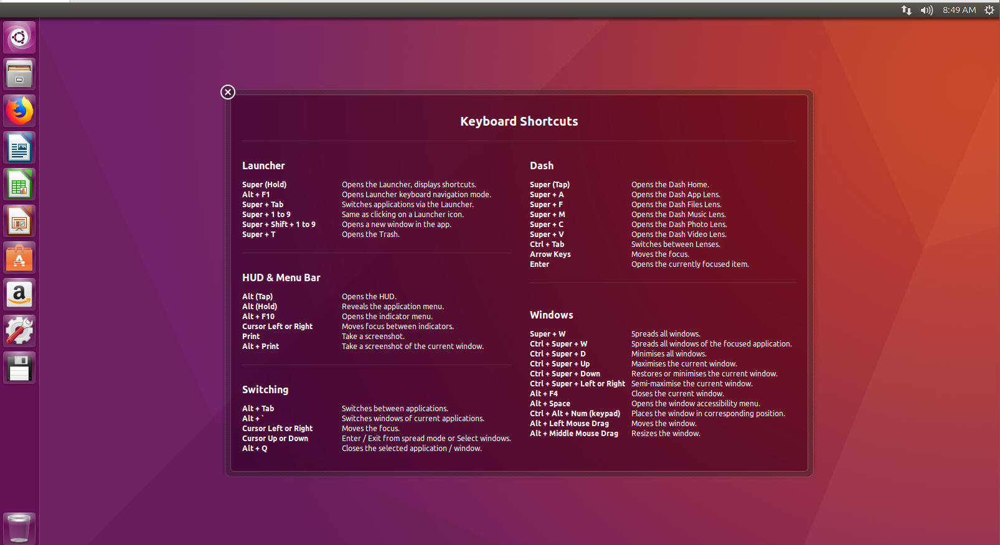 8:49 AM
Keyboard Shortcuts
Launcher
Super (Hold) Opens the Launcher, displays shortcuts.
Alt + F1 Opens Launcher keyboard navigation mode.
Super + Tab Switches applications via the Launcher.
Super + 1 to 9 Same as clicking on a Launcher icon.
Super + Shift + 1 to 9 Opens a new window in the app.
Super + T Opens the Trash.
HUD & Menu Bar
Alt (Tap) Opens the HUD.
Alt (Hold) Reveals the application menu.
Alt + F10 Opens the indicator menu.
Cursor Left or Right Moves focus between indicators.
Print Take a screenshot.
Alt + Print Take a screenshot of the current window.
Switching
Alt + Tab Switches between applications.
Alt + ` Switches windows of current applications.
Cursor Left or Right Moves the focus.
Cursor Up or Down Enter / Exit from spread mode or Select windows.
Alt + Q Closes the selected application / window.
Dash
Super (Tap) Opens the Dash Home.
Super + A Opens the Dash App Lens.
Super + F Opens the Dash Files Lens.
Super + M Opens the Dash Music Lens.
Super + C Opens the Dash Photo Lens.
Super + V Opens the Dash Video Lens.
Ctrl + Tab Switches between Lenses.
Arrow Keys Moves the focus.
Enter Opens the currently focused item.
Windows
Super + W Spreads all windows.
Ctrl + Super + W Spreads all windows of the focused application.
Ctrl + Super + D Minimises all windows.
Ctrl + Super + Up Maximises the current window.
Ctrl + Super + Down Restores or minimises the current window.
Ctrl + Super + Left or Right Semi-maximise the current window.
Alt + F4 Closes the current window.
Alt + Space Opens the window accessibility menu.
Ctrl + Alt + Num (keypad) Places the window in corresponding position.
Alt + Left Mouse Drag Moves the window.
Alt + Middle Mouse Drag Resizes the window.
A
a